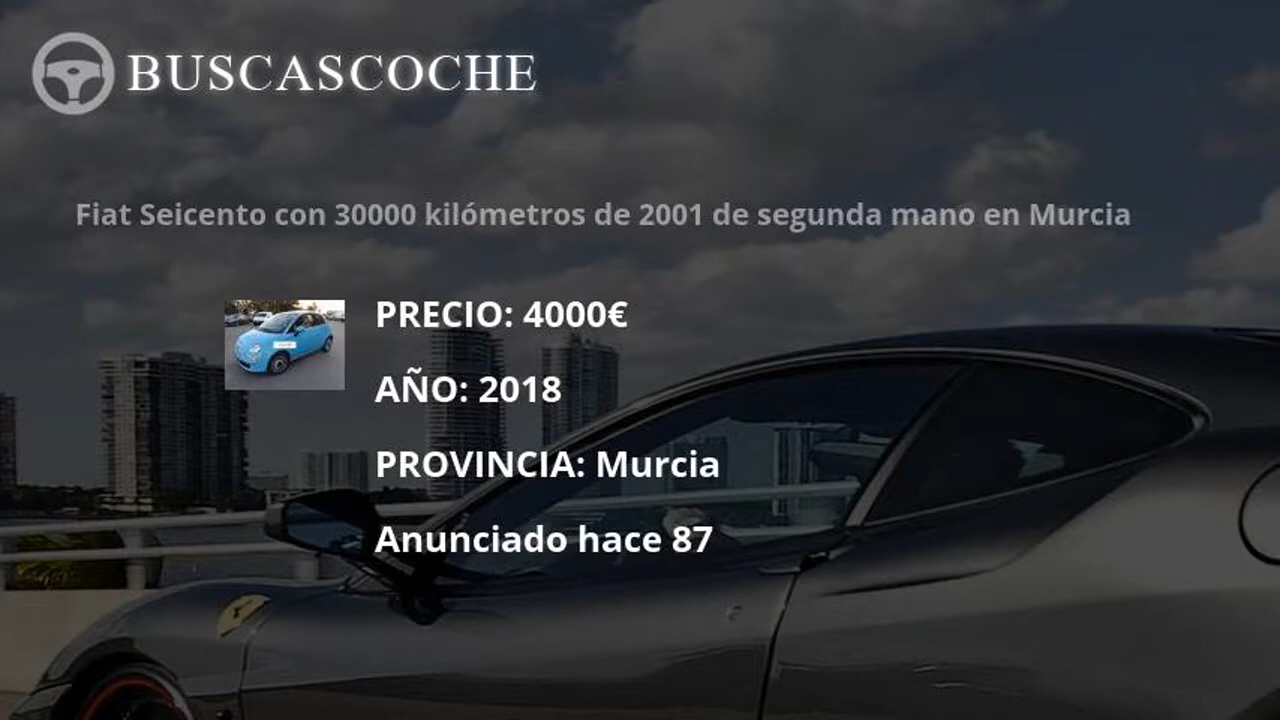 BUSCASCOCHE
Fiat Seicento con 30000 kilómetros de 2001 de segunda mano en Murcia
PRECIO: 4000€
AÑO: 2018
PROVINCIA: Murcia
Anunciado hace 87